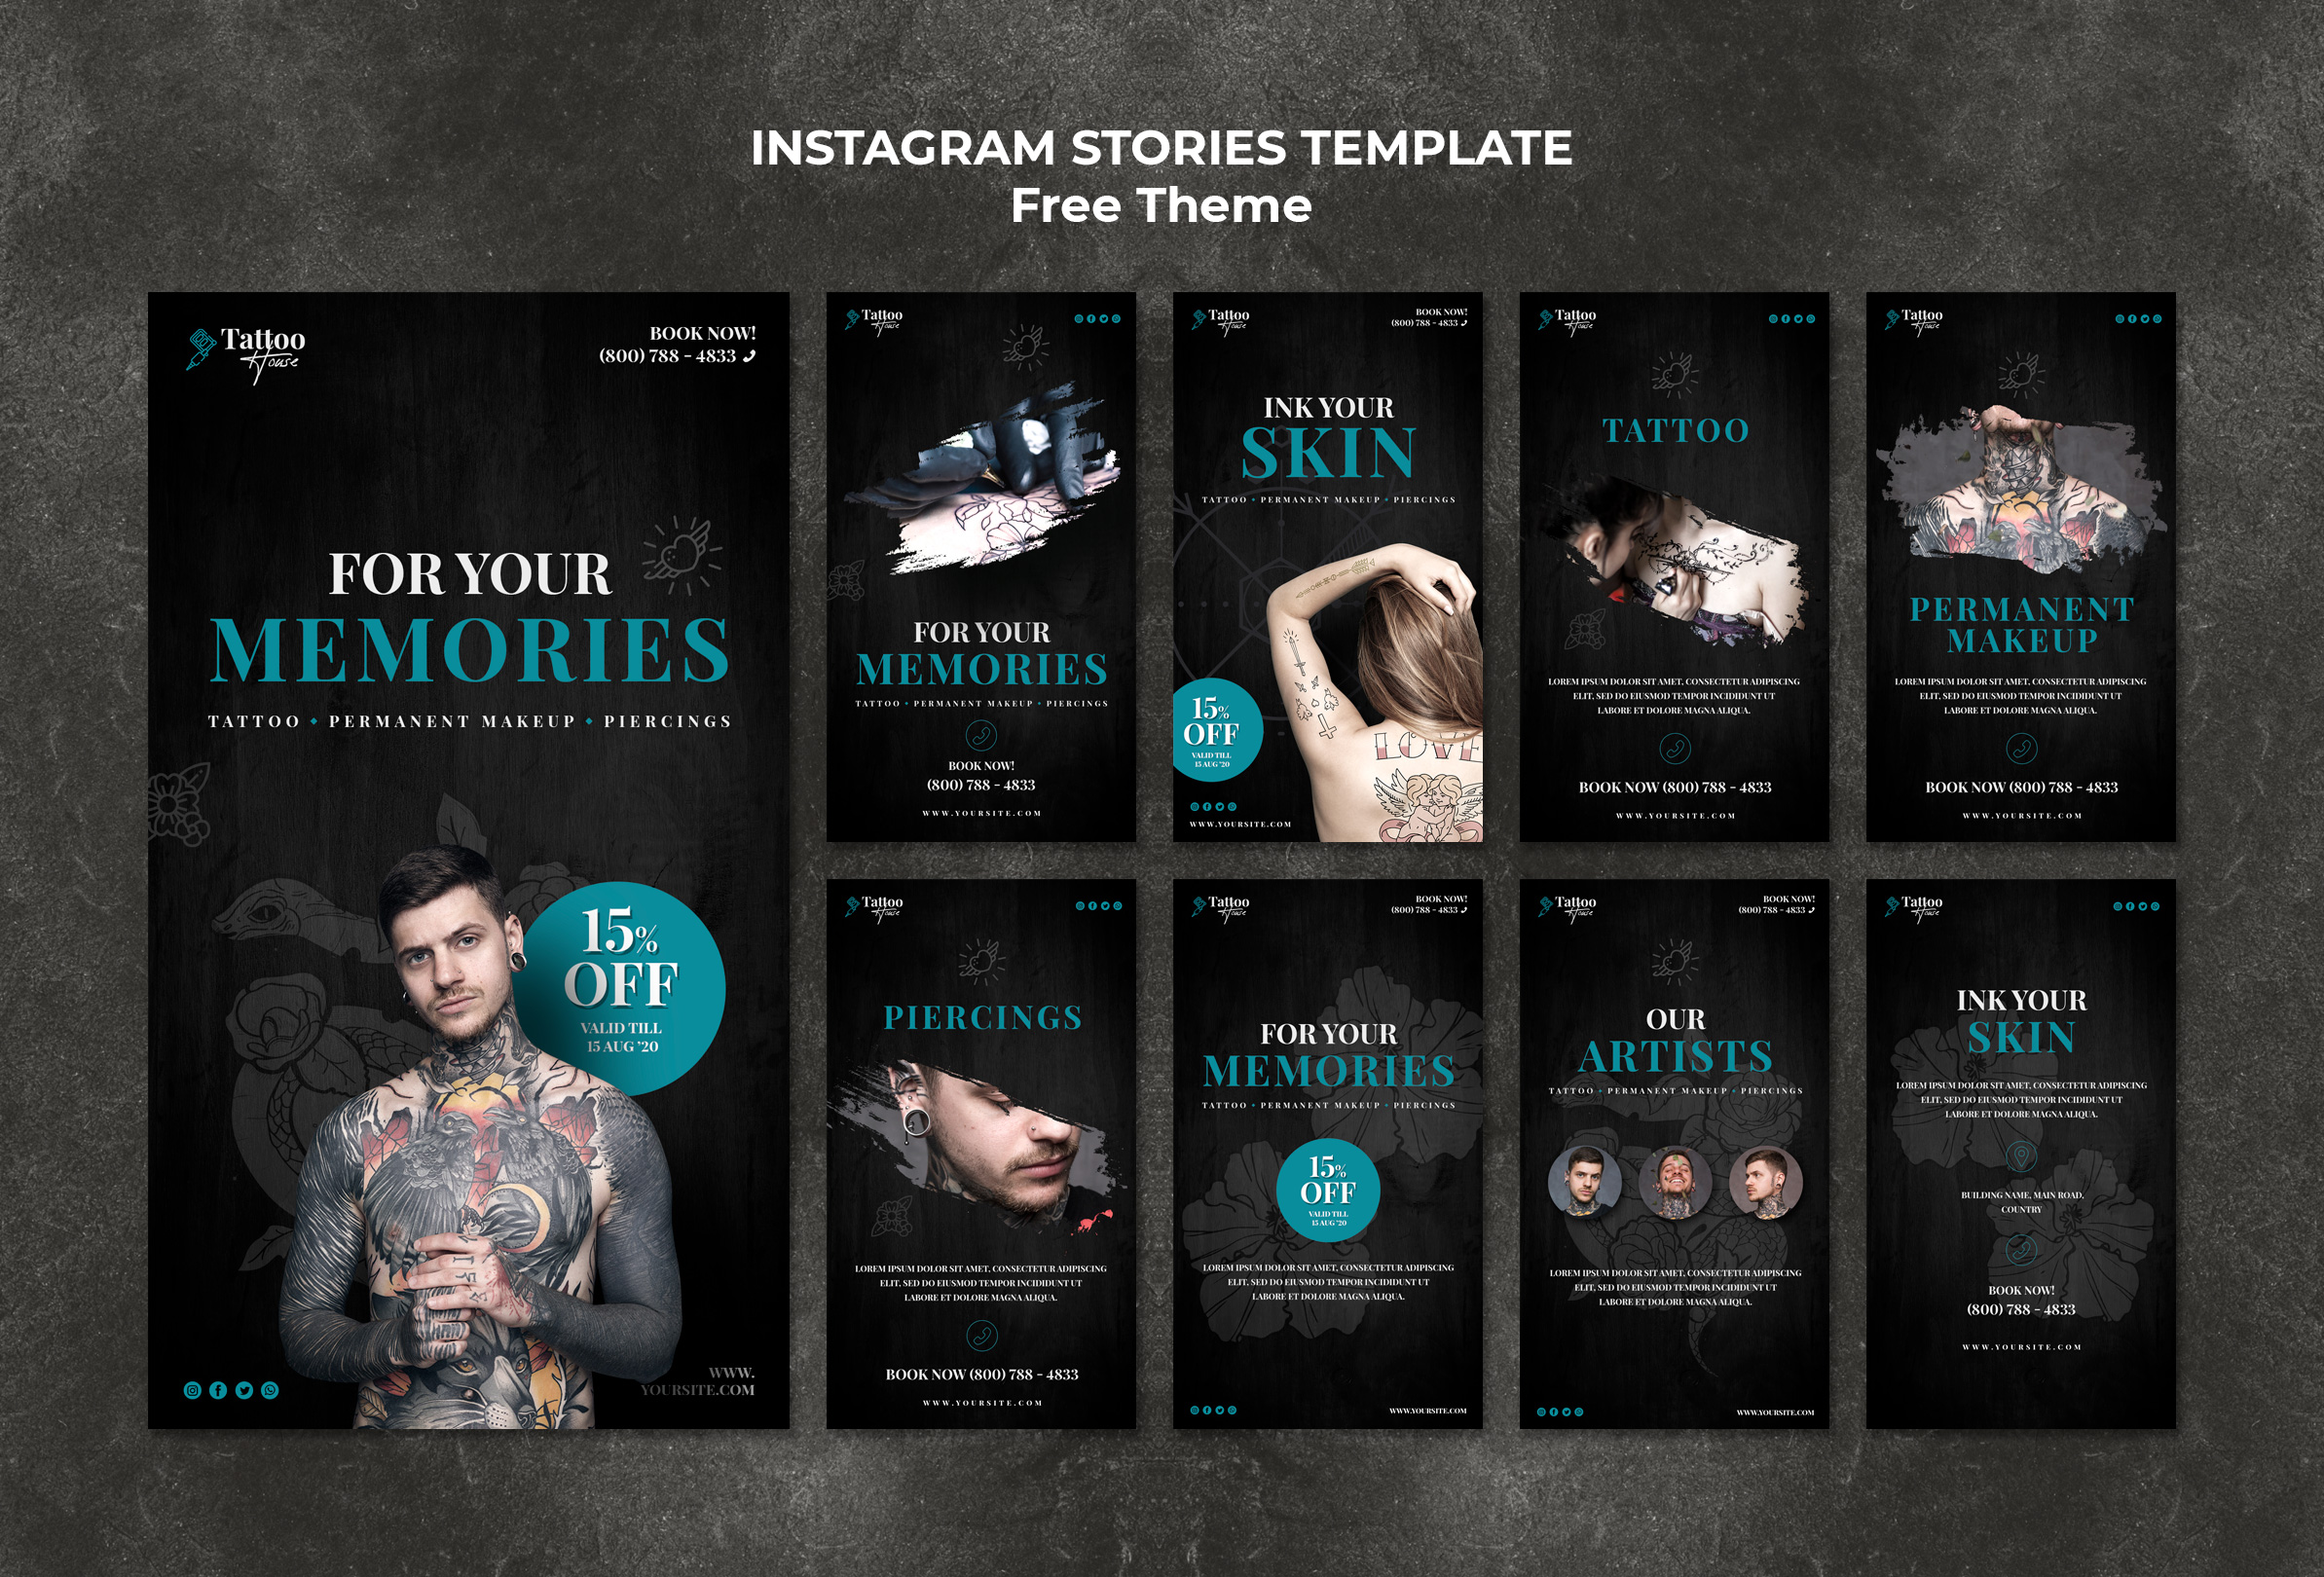 INSTAGRAM STORIES TEMPLATE
Free Theme
Tattoo
House
BOOK NOW!
(800) 788 - 4833
FOR YOUR
MEMORIES
TATTOO • PERMANENT MAKEUP • PIERCINGS
15%
OFF
VALID TILL
15 AUG '20
WWW.
YOURSITE.COM
Tattoo
House
FOR YOUR
MEMORIES
TATTOO • PERMANENT MAKEUP • PIERCINGS
BOOK NOW!
(800) 788 - 4833
WWW.YOURSITE.COM
Tattoo
House
BOOK NOW!
(800) 788 - 4833
INK YOUR
SKIN
TATTOO • PERMANENT MAKEUP • PIERCINGS
LOVE
15%
OFF
VALID TILL
15 AUG '20
WWW.YOURSITE.COM
Tattoo
House
TATTOO
LOREM IPSUM DOLOR SIT AMET, CONSECTETUR ADIPISCING
ELIT, SED DO EIUSMOD TEMPOR INCIDIDUNT UT
LABORE ET DOLORE MAGNA ALIQUA.
BOOK NOW (800) 788 - 4833
WWW.YOURSITE.COM
Tattoo
House
PERMANENT
MAKEUP
LOREM IPSUM DOLOR SIT AMET, CONSECTETUR ADIPISCING
ELIT, SED DO EIUSMOD TEMPOR INCIDIDUNT UT
LABORE ET DOLORE MAGNA ALIQUA.
BOOK NOW (800) 788 - 4833
WWW.YOURSITE.COM
Tattoo
House
PIERCINGS
LOREM IPSUM DOLOR SIT AMET, CONSECTETUR ADIPISCING
ELIT, SED DO EIUSMOD TEMPOR INCIDIDUNT UT
LABORE ET DOLORE MAGNA ALIQUA.
BOOK NOW (800) 788 - 4833
WWW.YOURSITE.COM
Tattoo
House
BOOK NOW!
(800) 788 - 4833
FOR YOUR
MEMORIES
TATTOO • PERMANENT MAKEUP • PIERCINGS
15%
OFF
VALID TILL
15 AUG '20
LOREM IPSUM DOLOR SIT AMET, CONSECTETUR ADIPISCING
ELIT, SED DO EIUSMOD TEMPOR INCIDIDUNT UT
LABORE ET DOLORE MAGNA ALIQUA.
WWW.YOURSITE.COM
Tattoo
House
BOOK NOW!
(800) 788 - 4833
OUR
ARTISTS
TATTOO • PERMANENT MAKEUP • PIERCINGS
LOREM IPSUM DOLOR SIT AMET, CONSECTETUR ADIPISCING
ELIT, SED DO EIUSMOD TEMPOR INCIDIDUNT UT
LABORE ET DOLORE MAGNA ALIQUA.
WWW.YOURSITE.COM
Tattoo
House
INK YOUR
SKIN
LOREM IPSUM DOLOR SIT AMET, CONSECTETUR ADIPISCING
ELIT, SED DO EIUSMOD TEMPOR INCIDIDUNT UT
LABORE ET DOLORE MAGNA ALIQUA.
BUILDING NAME, MAIN ROAD,
COUNTRY
BOOK NOW!
(800) 788 - 4833
WWW.YOURSITE.COM